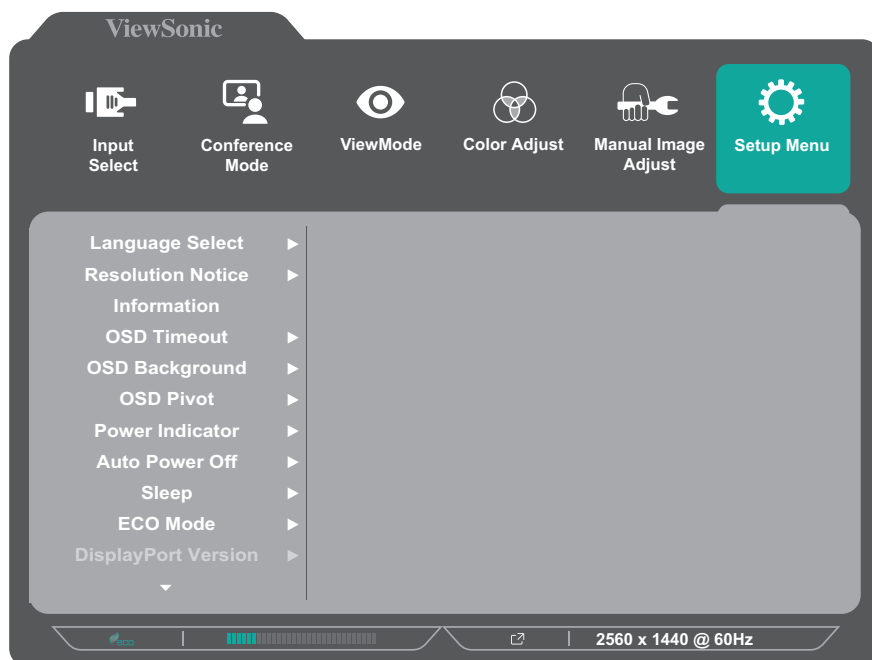 ViewSonic
Input Select
Conference Mode
ViewMode
Color Adjust
Manual Image Adjust
Setup Menu
Language Select
Resolution Notice
Information
OSD Timeout
OSD Background
OSD Pivot
Power Indicator
Auto Power Off
Sleep
ECO Mode
DisplayPort Version
eco
2560 x 1440 @ 60Hz